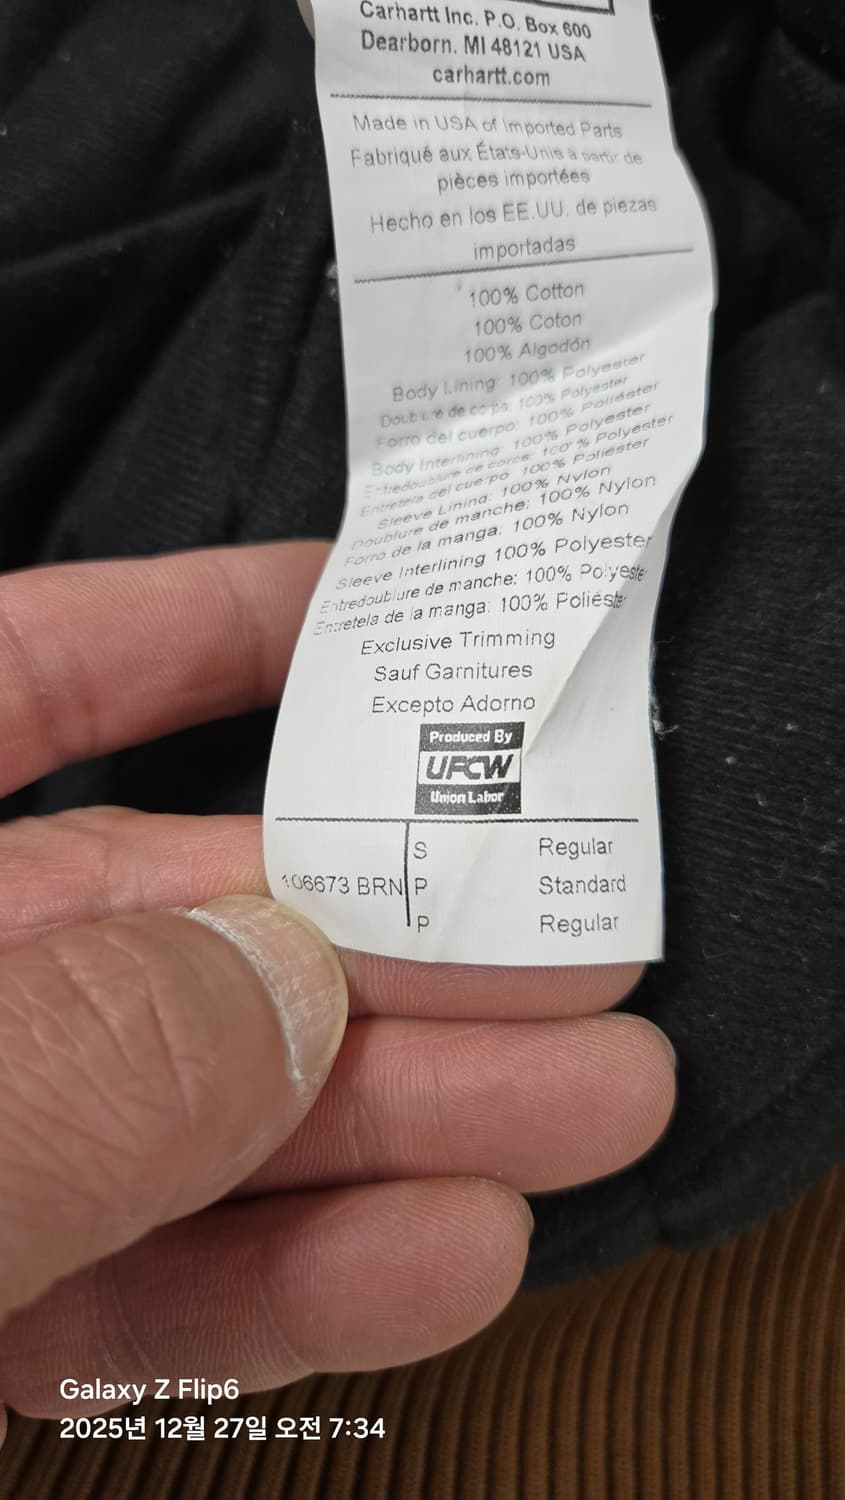 Carhartt Inc. P.O. Box 600
Dearborn. MI 48121 USA
carhartt.com
Made in USA of Imported Parts
Fabriqué aux États-Unis à partir de
pièces importées
Hecho en los EE.UU. de piezas
importadas
100% Cotton
100% Coton
100% Algodón
Body Lining: 100% Polyester
Doublure de corps: 100% Polyester
Forro del cuerpo: 100% Poliéster
Body Interlining: 100% Polyester
Entredoublure de corps: 100% Polyester
Entretela del cuerpo: 100% Poliéster
Sleeve Lining: 100% Nylon
Doublure de manche: 100% Nylon
Forro de la manga: 100% Nylon
Sleeve Interlining 100% Polyester
Entredoublure de manche: 100% Polyester
Entretela de la manga: 100% Poliéster
Exclusive Trimming
Sauf Garnitures
Excepto Adorno
Produced By
UFCW
Union Labor
S Regular
106673 BRN P Standard
P Regular
Galaxy Z Flip6
2025년 12월 27일 오전 7:34